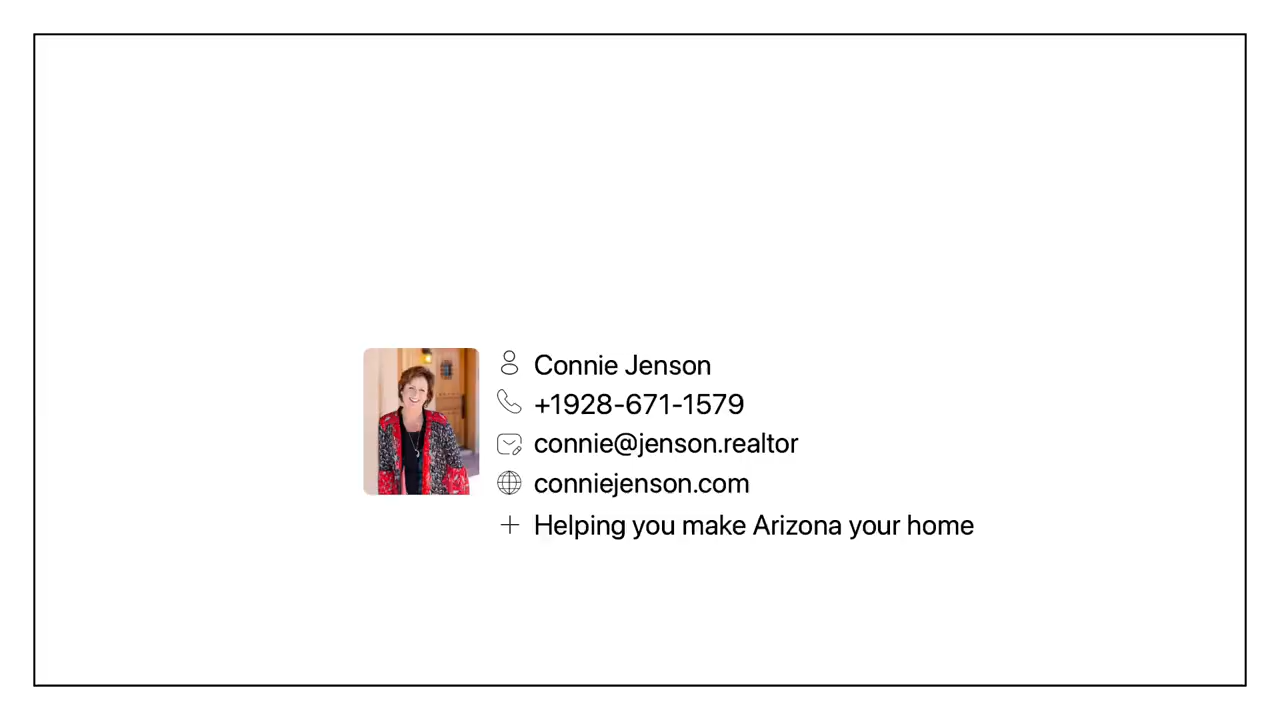 Connie Jenson
+1928-671-1579
connie@jenson.realtor
conniejenson.com
Helping you make Arizona your home